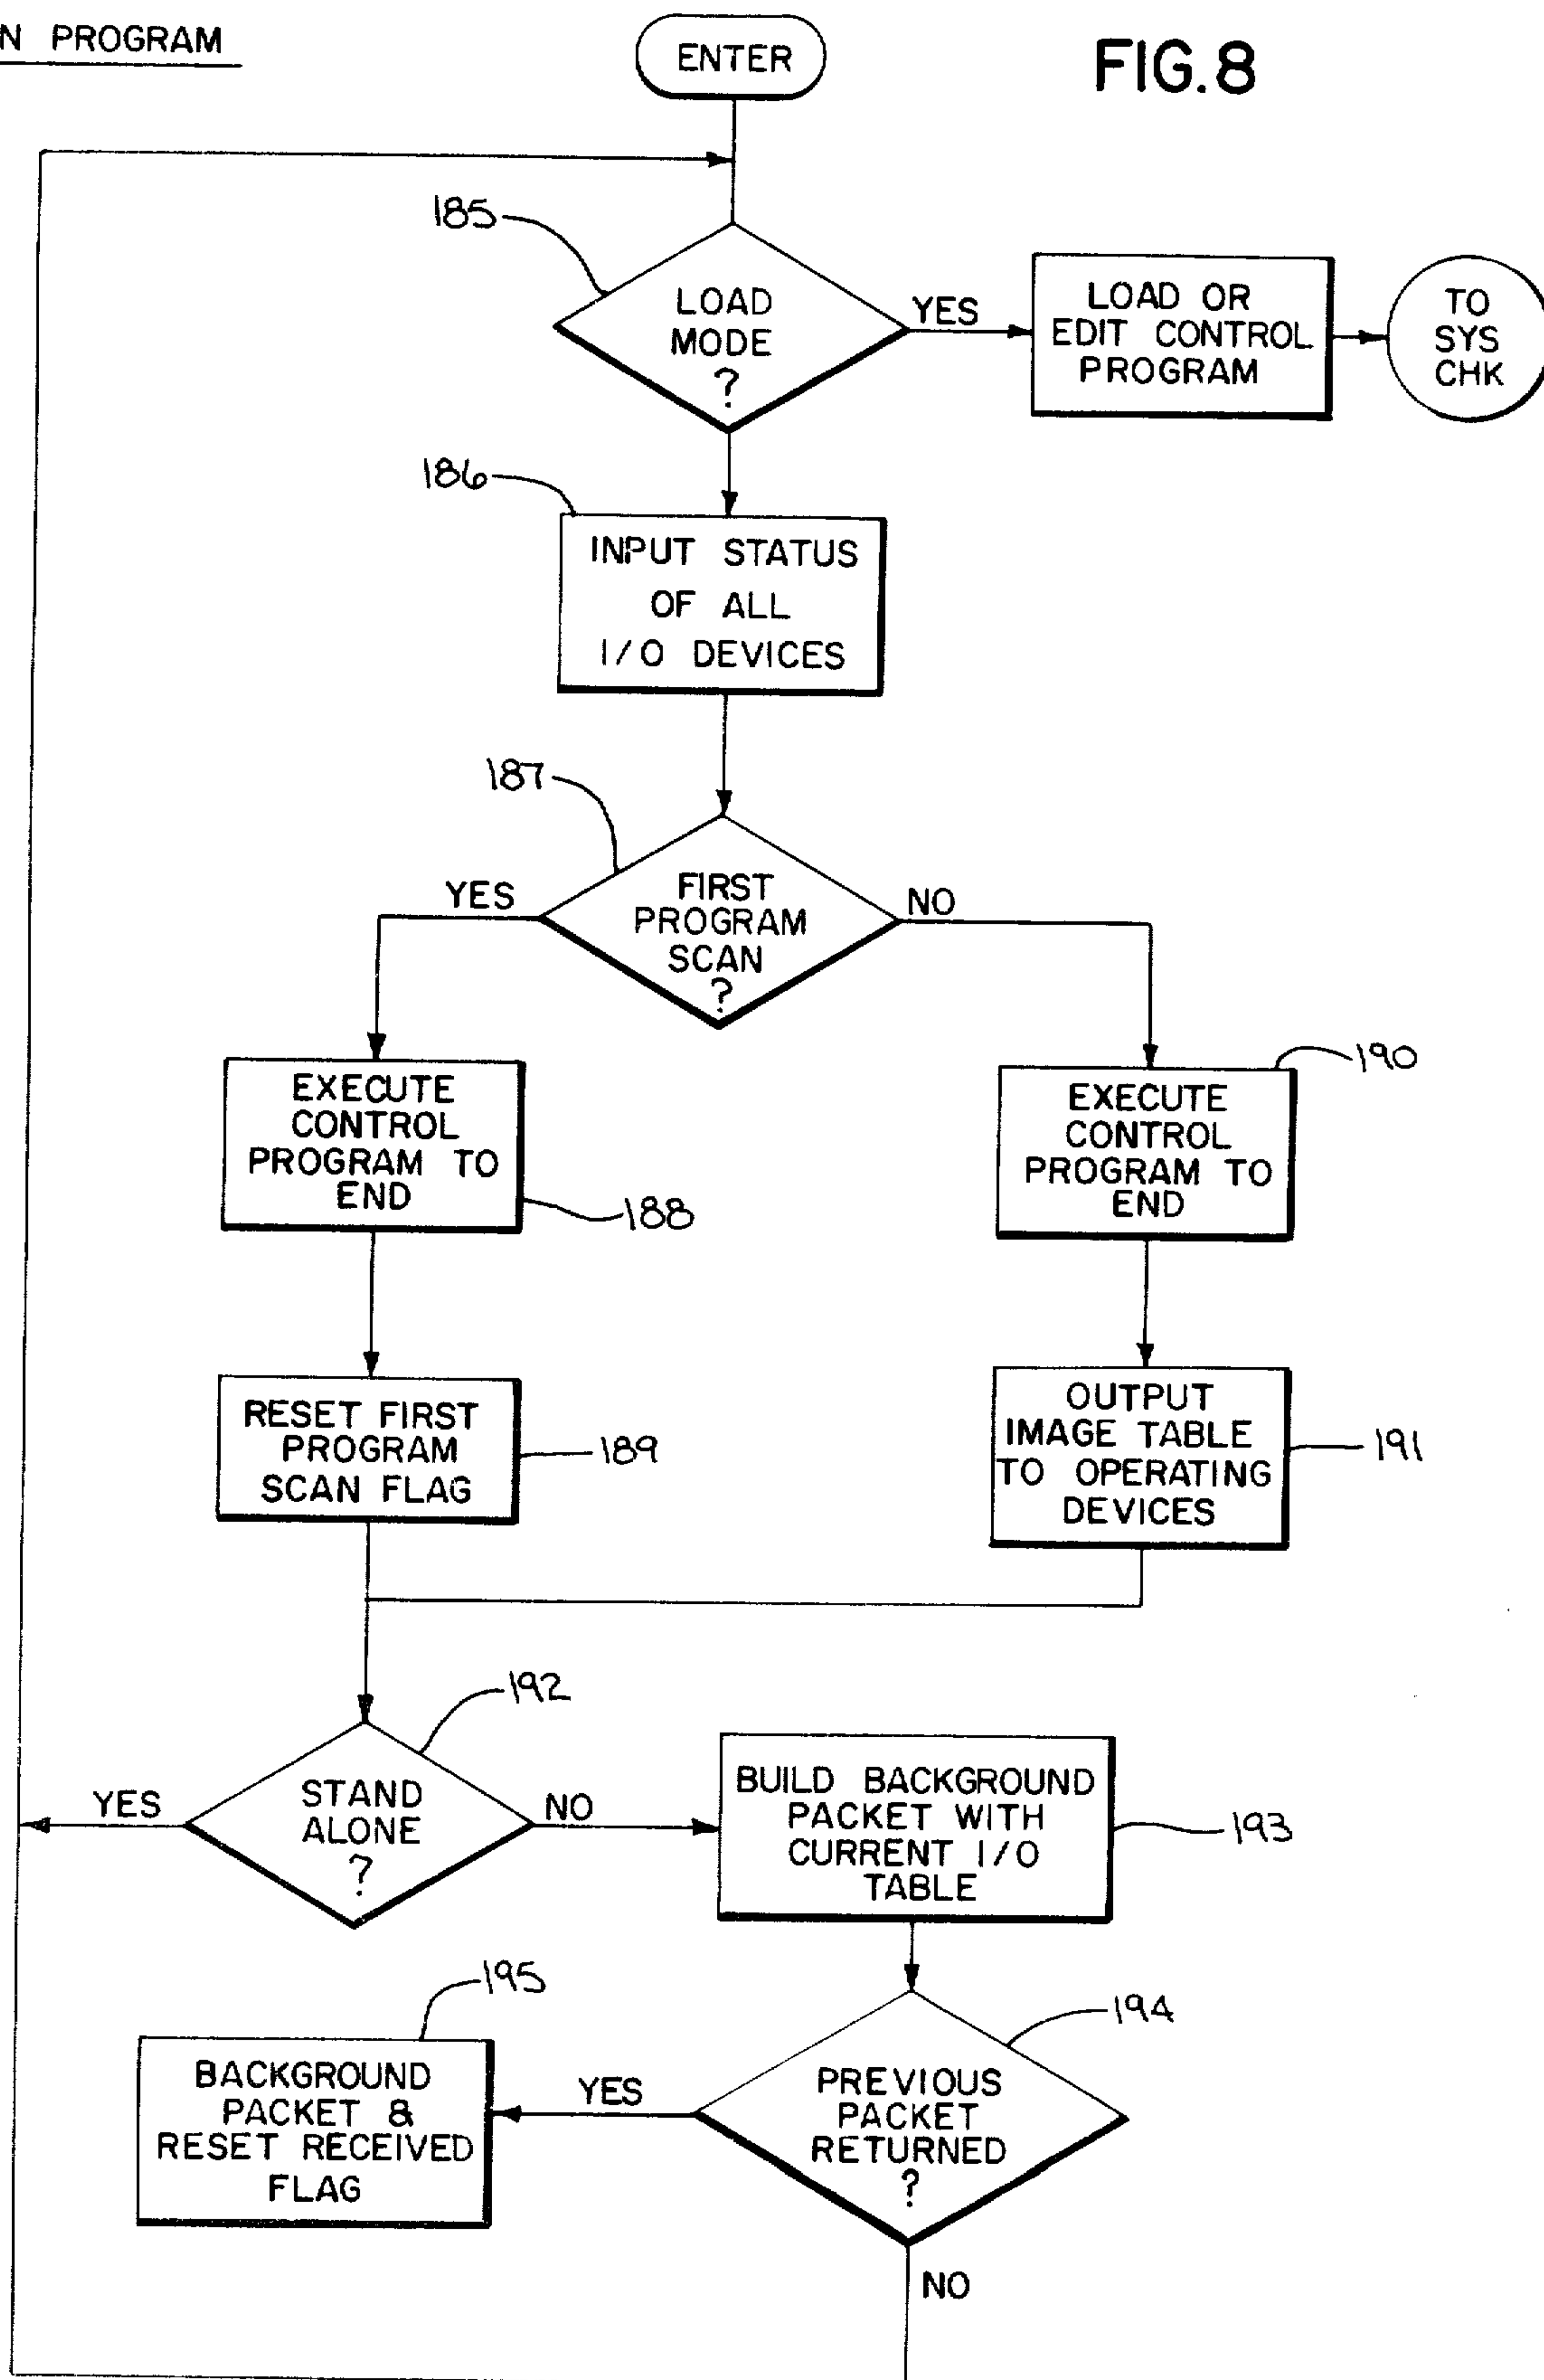 N PROGRAM
FIG.8
ENTER
185
LOAD
MODE
?
YES
LOAD OR
EDIT CONTROL
PROGRAM
TO
SYS
CHK
186
INPUT STATUS
OF ALL
I/O DEVICES
187
FIRST
PROGRAM
SCAN
?
YES
NO
EXECUTE
CONTROL
PROGRAM TO
END
188
190
EXECUTE
CONTROL
PROGRAM TO
END
RESET FIRST
PROGRAM
SCAN FLAG
189
OUTPUT
IMAGE TABLE
TO OPERATING
DEVICES
191
192
STAND
ALONE
?
YES
NO
BUILD BACKGROUND
PACKET WITH
CURRENT I/O
TABLE
193
194
PREVIOUS
PACKET
RETURNED
?
YES
195
BACKGROUND
PACKET &
RESET RECEIVED
FLAG
NO